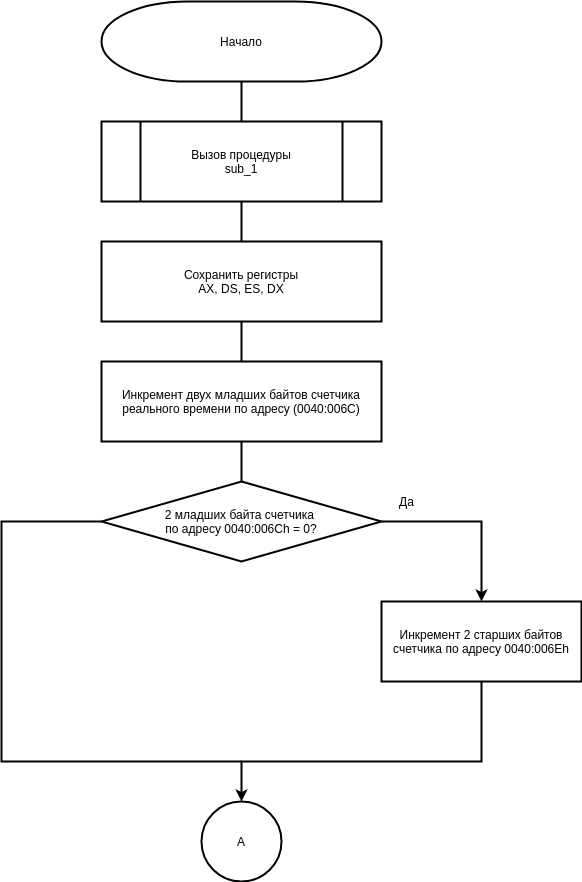 Начало
Вызов процедуры
sub_1
Сохранить регистры
AX, DS, ES, DX
Инкремент двух младших байтов счетчика
реального времени по адресу (0040:006C)
2 младших байта счетчика
по адресу 0040:006Ch = 0?
Да
Инкремент 2 старших байтов
счетчика по адресу 0040:006Eh
A